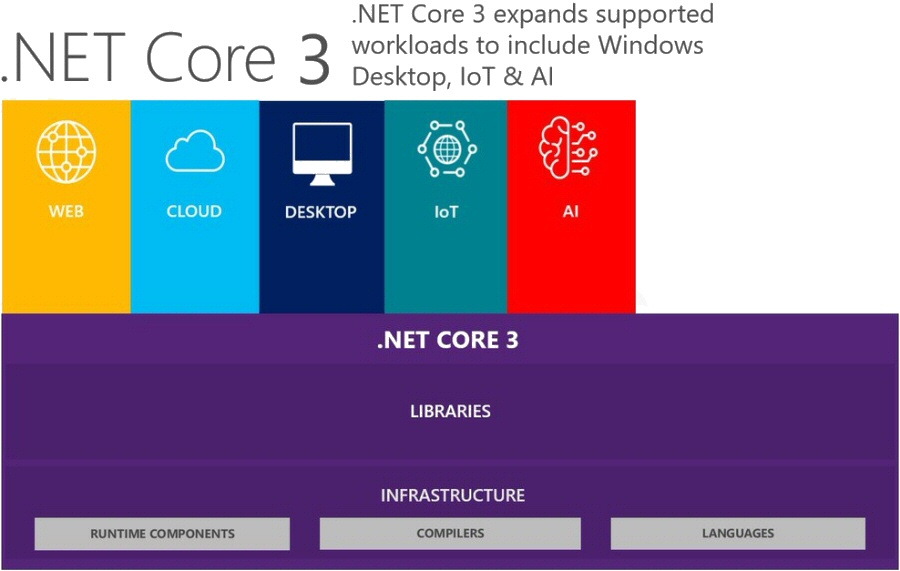 .NET Core 3
.NET Core 3 expands supported
workloads to include Windows
Desktop, IoT & AI
WEB
CLOUD
DESKTOP
IoT
AI
.NET CORE 3
LIBRARIES
INFRASTRUCTURE
RUNTIME COMPONENTS
COMPILERS
LANGUAGES